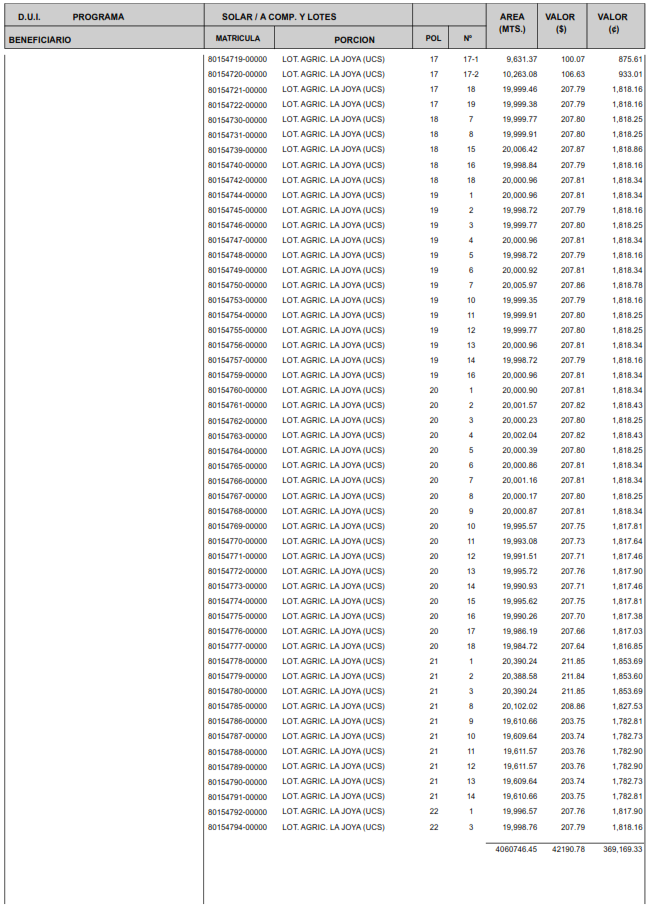 D.U.I. PROGRAMA SOLAR / A COMP. Y LOTES AREA (MTS.) VALOR ($) VALOR (¢)
BENEFICIARIO MATRICULA PORCION POL Nº
80154719-00000 LOT. AGRIC. LA JOYA (UCS) 17 17-1 9,631.37 100.07 875.61
80154720-00000 LOT. AGRIC. LA JOYA (UCS) 17 17-2 10,263.08 106.63 933.01
80154721-00000 LOT. AGRIC. LA JOYA (UCS) 17 18 19,999.46 207.79 1,818.16
80154722-00000 LOT. AGRIC. LA JOYA (UCS) 17 19 19,999.38 207.79 1,818.16
80154730-00000 LOT. AGRIC. LA JOYA (UCS) 18 7 19,999.77 207.80 1,818.25
80154731-00000 LOT. AGRIC. LA JOYA (UCS) 18 8 19,999.91 207.80 1,818.25
80154739-00000 LOT. AGRIC. LA JOYA (UCS) 18 15 20,006.42 207.87 1,818.86
80154740-00000 LOT. AGRIC. LA JOYA (UCS) 18 16 19,998.84 207.79 1,818.16
80154742-00000 LOT. AGRIC. LA JOYA (UCS) 18 18 20,000.96 207.81 1,818.34
80154744-00000 LOT. AGRIC. LA JOYA (UCS) 19 1 20,000.96 207.81 1,818.34
80154745-00000 LOT. AGRIC. LA JOYA (UCS) 19 2 19,998.72 207.79 1,818.16
80154746-00000 LOT. AGRIC. LA JOYA (UCS) 19 3 19,999.77 207.80 1,818.25
80154747-00000 LOT. AGRIC. LA JOYA (UCS) 19 4 20,000.96 207.81 1,818.34
80154748-00000 LOT. AGRIC. LA JOYA (UCS) 19 5 19,998.72 207.79 1,818.16
80154749-00000 LOT. AGRIC. LA JOYA (UCS) 19 6 20,000.92 207.81 1,818.34
80154750-00000 LOT. AGRIC. LA JOYA (UCS) 19 7 20,005.97 207.86 1,818.78
80154753-00000 LOT. AGRIC. LA JOYA (UCS) 19 10 19,999.35 207.79 1,818.16
80154754-00000 LOT. AGRIC. LA JOYA (UCS) 19 11 19,999.91 207.80 1,818.25
80154755-00000 LOT. AGRIC. LA JOYA (UCS) 19 12 19,999.77 207.80 1,818.25
80154756-00000 LOT. AGRIC. LA JOYA (UCS) 19 13 20,000.96 207.81 1,818.34
80154757-00000 LOT. AGRIC. LA JOYA (UCS) 19 14 19,998.72 207.79 1,818.16
80154759-00000 LOT. AGRIC. LA JOYA (UCS) 19 16 20,000.96 207.81 1,818.34
80154760-00000 LOT. AGRIC. LA JOYA (UCS) 20 1 20,000.90 207.81 1,818.34
80154761-00000 LOT. AGRIC. LA JOYA (UCS) 20 2 20,001.57 207.82 1,818.43
80154762-00000 LOT. AGRIC. LA JOYA (UCS) 20 3 20,000.23 207.80 1,818.25
80154763-00000 LOT. AGRIC. LA JOYA (UCS) 20 4 20,002.04 207.82 1,818.43
80154764-00000 LOT. AGRIC. LA JOYA (UCS) 20 5 20,000.39 207.80 1,818.25
80154765-00000 LOT. AGRIC. LA JOYA (UCS) 20 6 20,000.86 207.81 1,818.34
80154766-00000 LOT. AGRIC. LA JOYA (UCS) 20 7 20,001.16 207.81 1,818.34
80154767-00000 LOT. AGRIC. LA JOYA (UCS) 20 8 20,000.17 207.80 1,818.25
80154768-00000 LOT. AGRIC. LA JOYA (UCS) 20 9 20,000.87 207.81 1,818.34
80154769-00000 LOT. AGRIC. LA JOYA (UCS) 20 10 19,995.57 207.75 1,817.81
80154770-00000 LOT. AGRIC. LA JOYA (UCS) 20 11 19,993.08 207.73 1,817.64
80154771-00000 LOT. AGRIC. LA JOYA (UCS) 20 12 19,991.51 207.71 1,817.46
80154772-00000 LOT. AGRIC. LA JOYA (UCS) 20 13 19,995.72 207.76 1,817.90
80154773-00000 LOT. AGRIC. LA JOYA (UCS) 20 14 19,990.93 207.71 1,817.46
80154774-00000 LOT. AGRIC. LA JOYA (UCS) 20 15 19,995.62 207.75 1,817.81
80154775-00000 LOT. AGRIC. LA JOYA (UCS) 20 16 19,990.26 207.70 1,817.38
80154776-00000 LOT. AGRIC. LA JOYA (UCS) 20 17 19,986.19 207.66 1,817.03
80154777-00000 LOT. AGRIC. LA JOYA (UCS) 20 18 19,984.72 207.64 1,816.85
80154778-00000 LOT. AGRIC. LA JOYA (UCS) 21 1 20,390.24 211.85 1,853.69
80154779-00000 LOT. AGRIC. LA JOYA (UCS) 21 2 20,388.58 211.84 1,853.60
80154780-00000 LOT. AGRIC. LA JOYA (UCS) 21 3 20,390.24 211.85 1,853.69
80154785-00000 LOT. AGRIC. LA JOYA (UCS) 21 8 20,102.02 208.86 1,827.53
80154786-00000 LOT. AGRIC. LA JOYA (UCS) 21 9 19,610.66 203.75 1,782.81
80154787-00000 LOT. AGRIC. LA JOYA (UCS) 21 10 19,609.64 203.74 1,782.73
80154788-00000 LOT. AGRIC. LA JOYA (UCS) 21 11 19,611.57 203.76 1,782.90
80154789-00000 LOT. AGRIC. LA JOYA (UCS) 21 12 19,611.57 203.76 1,782.90
80154790-00000 LOT. AGRIC. LA JOYA (UCS) 21 13 19,609.64 203.74 1,782.73
80154791-00000 LOT. AGRIC. LA JOYA (UCS) 21 14 19,610.66 203.75 1,782.81
80154792-00000 LOT. AGRIC. LA JOYA (UCS) 22 1 19,996.57 207.76 1,817.90
80154794-00000 LOT. AGRIC. LA JOYA (UCS) 22 3 19,998.76 207.79 1,818.16
4060746.45 42190.78 369,169.33